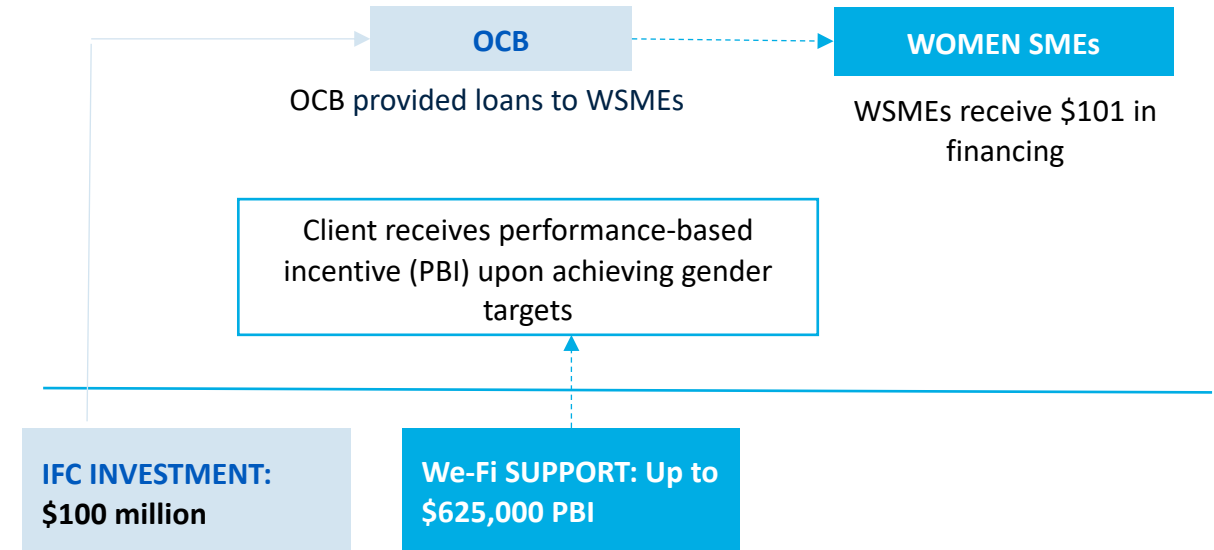 OCB
WOMEN SMEs
OCB provided loans to WSMEs
WSMEs receive $101 in
financing
Client receives performance-based
incentive (PBI) upon achieving gender
targets
IFC INVESTMENT:
$100 million
We-Fi SUPPORT: Up to
$625,000 PBI